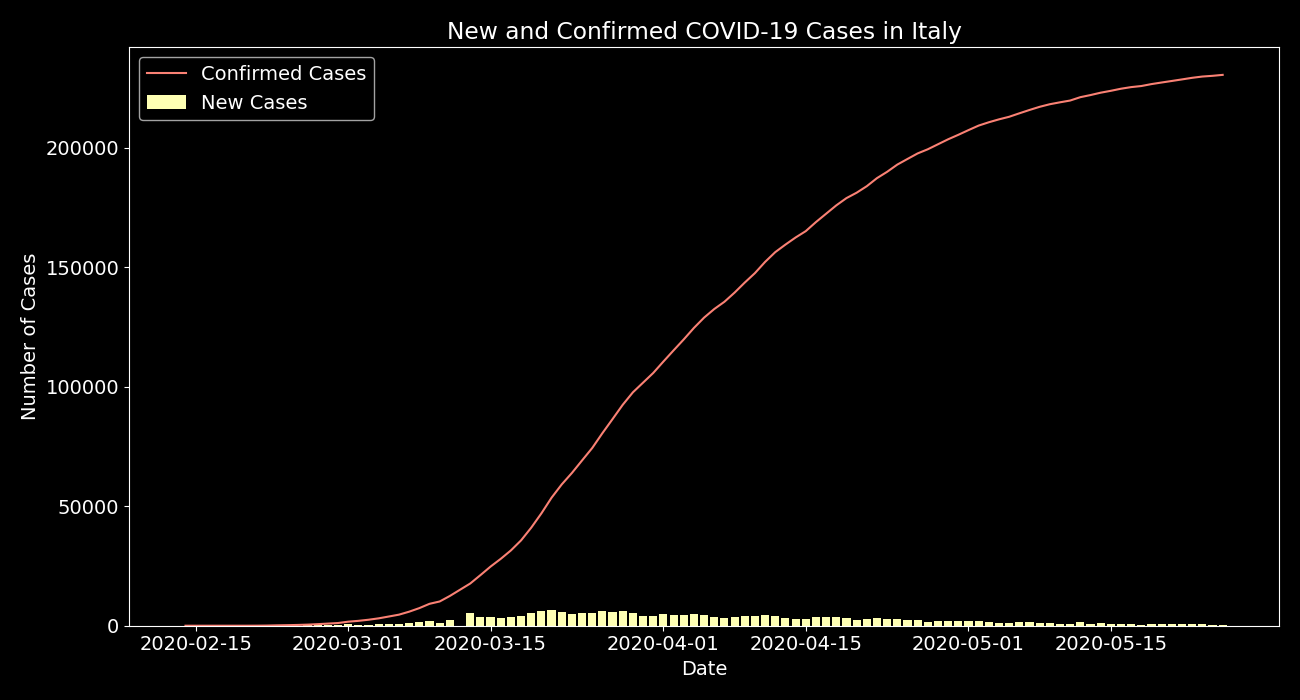 New and Confirmed COVID-19 Cases in Italy
Confirmed Cases
New Cases
Number of Cases
200000
150000
100000
50000
0
2020-02-15 2020-03-01 2020-03-15 2020-04-01 2020-04-15 2020-05-01 2020-05-15
Date